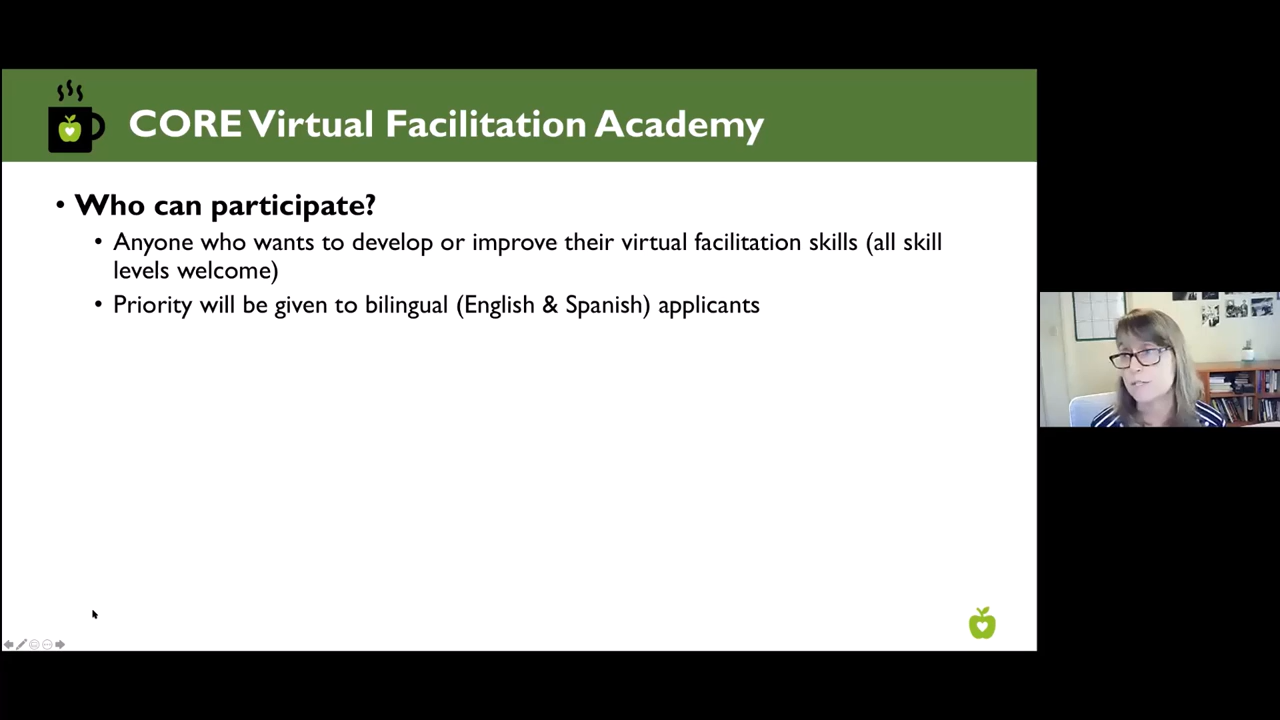 CORE Virtual Facilitation Academy
• Who can participate?
• Anyone who wants to develop or improve their virtual facilitation skills (all skill
levels welcome)
• Priority will be given to bilingual (English & Spanish) applicants